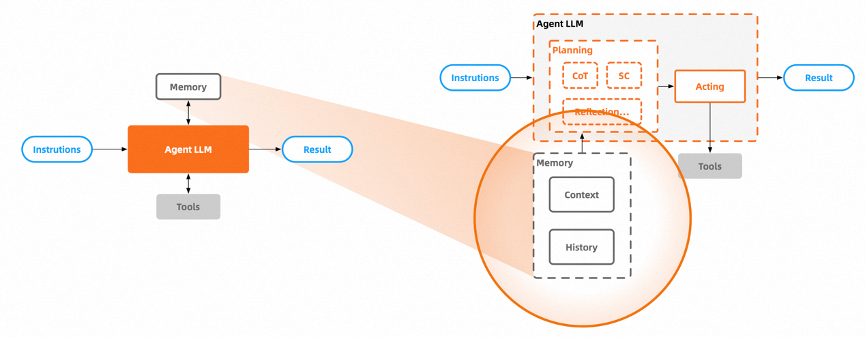 Memory
Instrutions
Agent LLM
Result
Tools
Agent LLM
Planning
CoT
SC
Reflection...
Instrutions
Acting
Result
Memory
Tools
Context
History